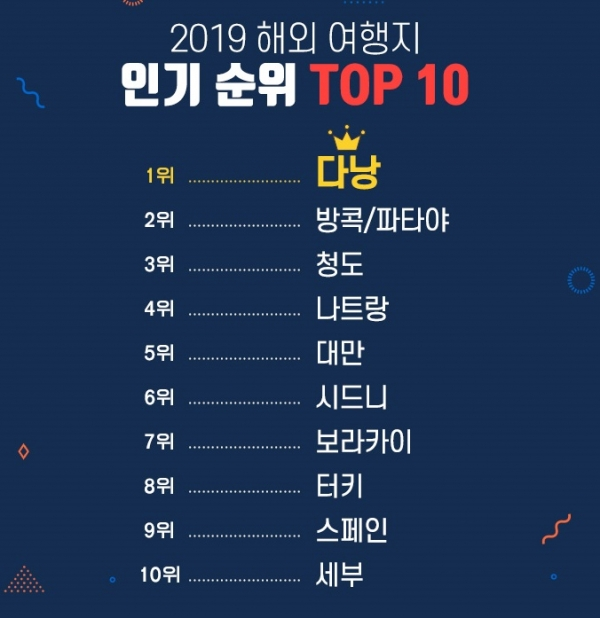 2019 해외 여행지
인기 순위 TOP 10
1위 다낭
2위 방콕/파타야
3위 청도
4위 나트랑
5위 대만
6위 시드니
7위 보라카이
8위 터키
9위 스페인
10위 세부